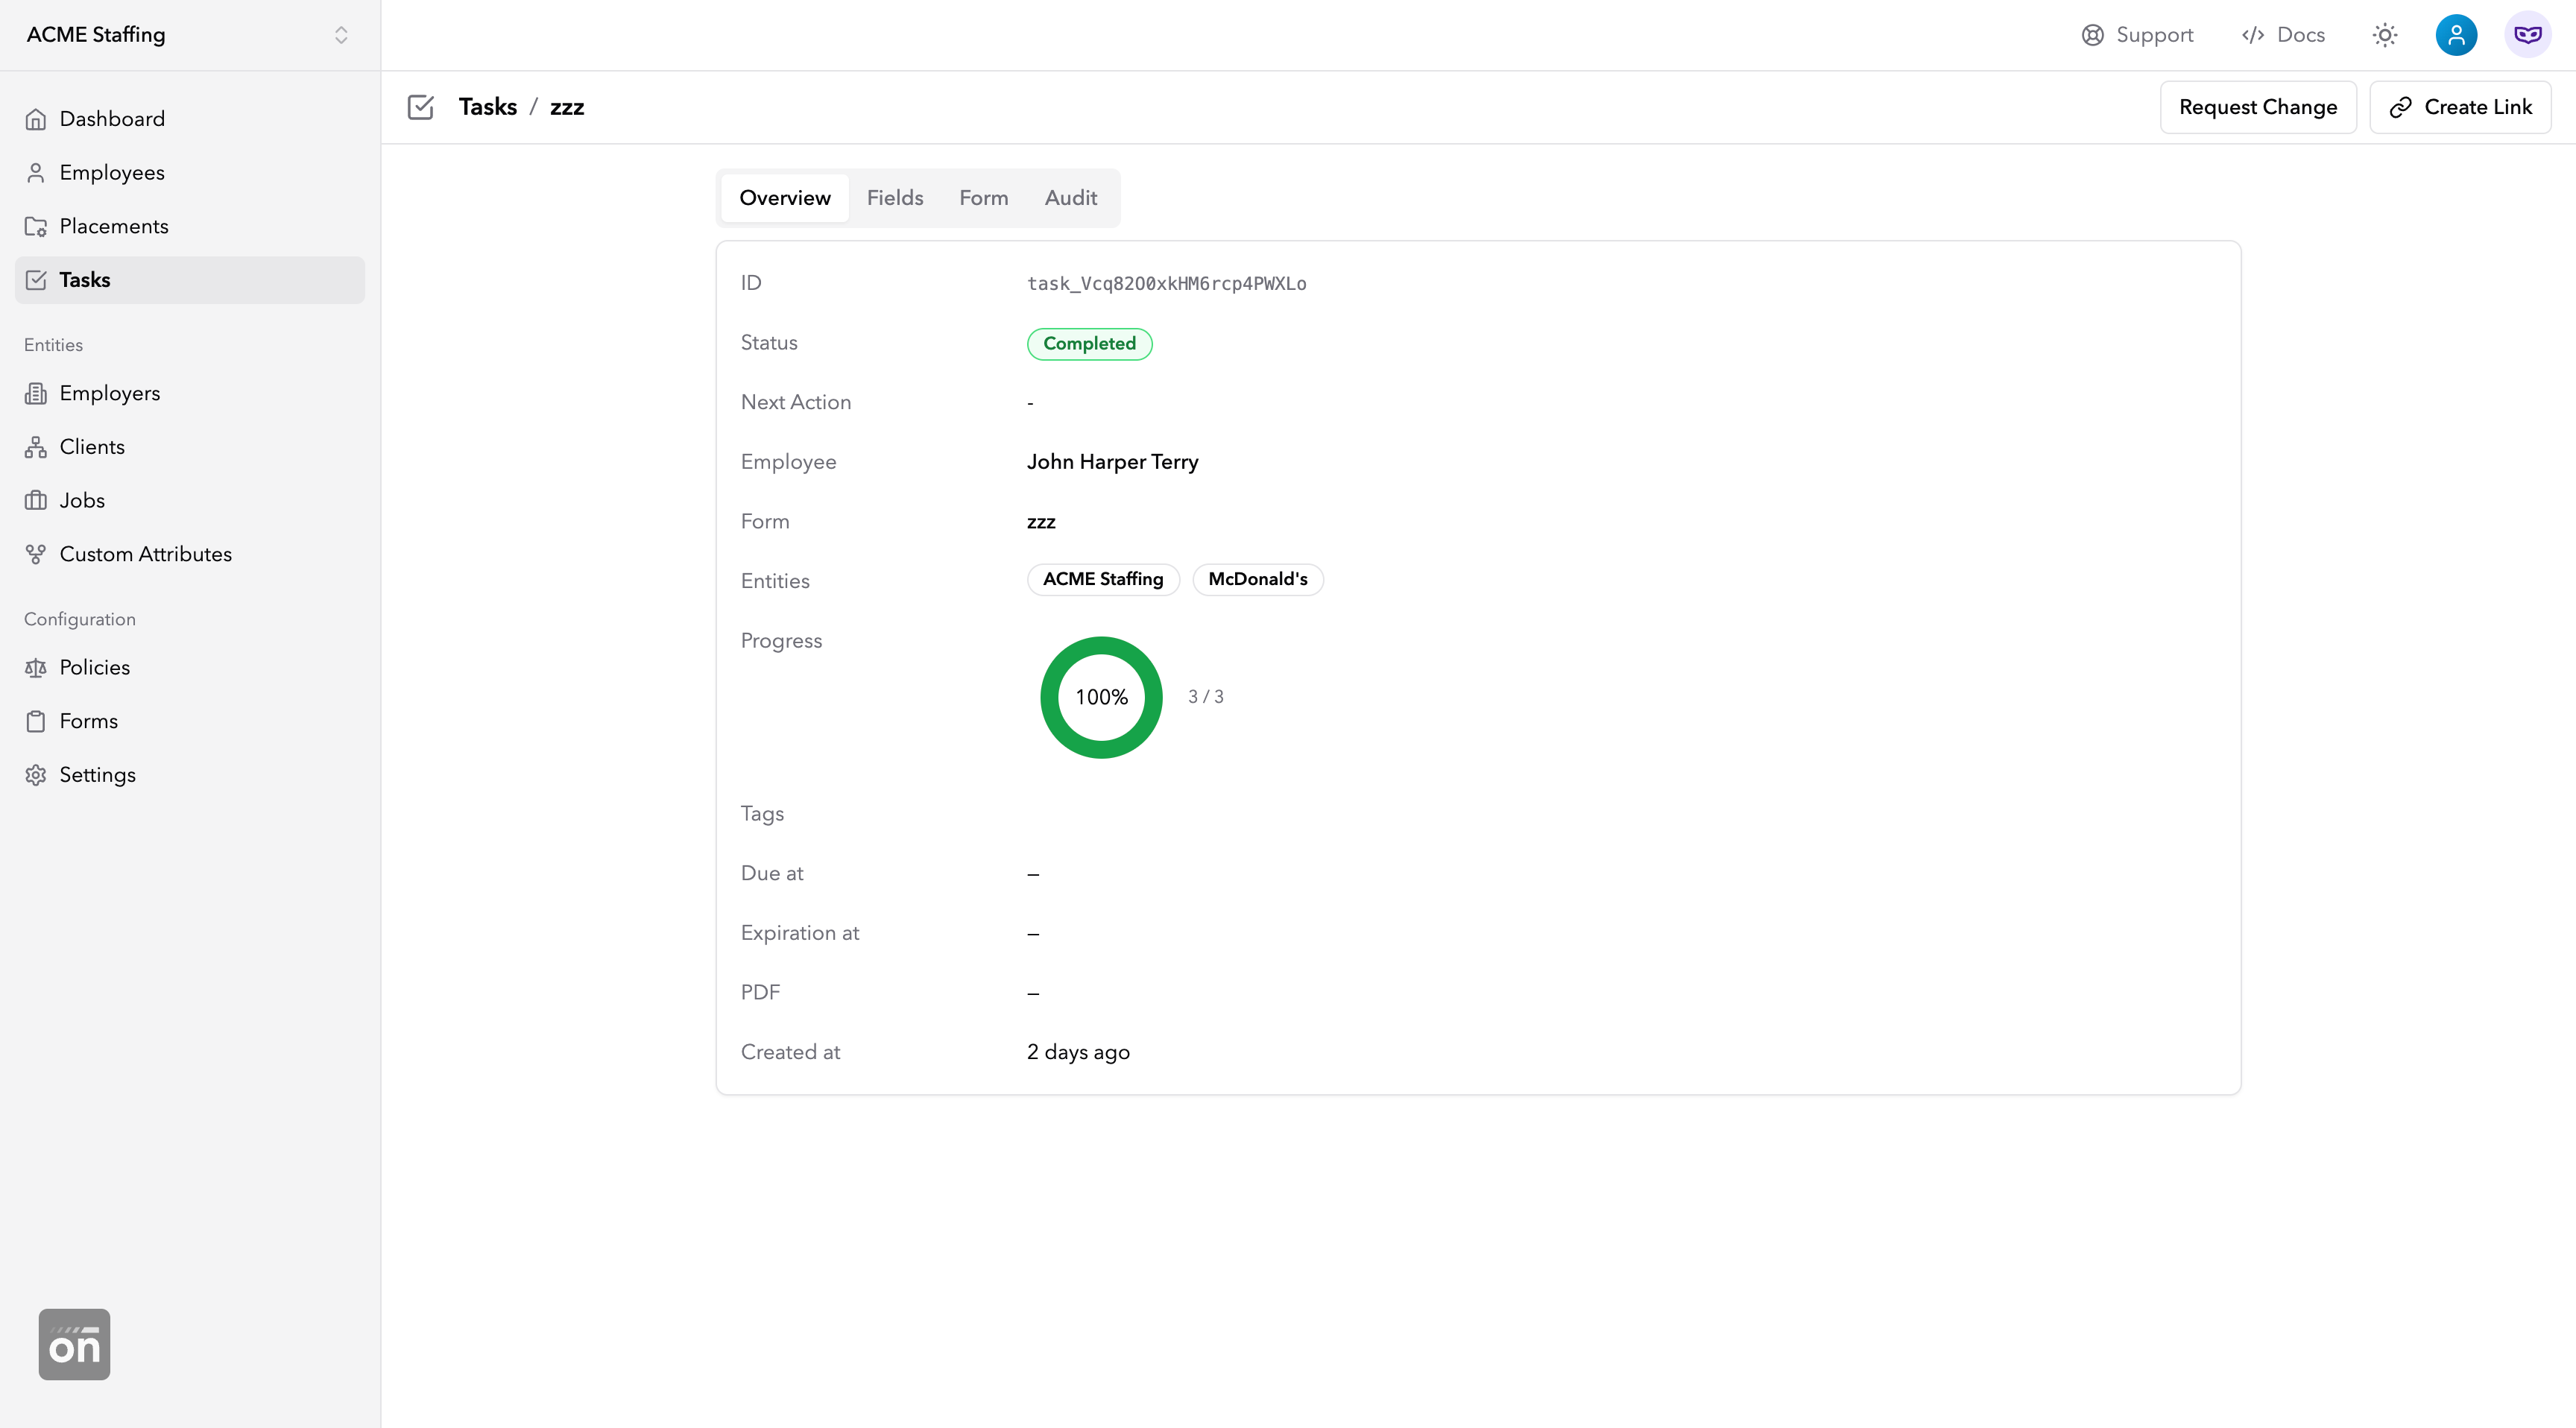 ACME Staffing
Support
Docs
Dashboard
Employees
Placements
Tasks
Entities
Employers
Clients
Jobs
Custom Attributes
Configuration
Policies
Forms
Settings
on
Tasks / zzz
Request Change
Create Link
Overview
Fields
Form
Audit
ID task_Vcq82O0xkHM6rcp4PWXLo
Status Completed
Next Action -
Employee John Harper Terry
Form zzz
Entities ACME Staffing McDonald's
Progress
100% 3 / 3
Tags
Due at –
Expiration at –
PDF –
Created at 2 days ago